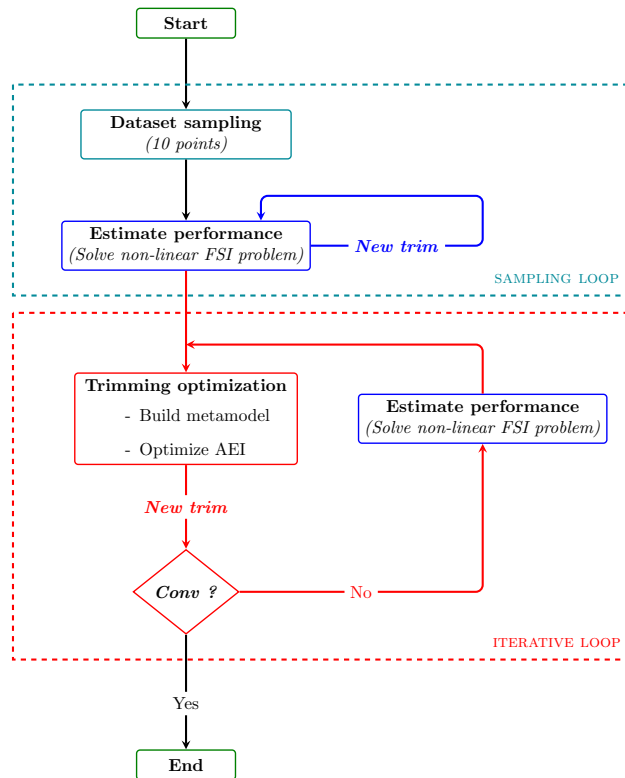 Start
Dataset sampling
(10 points)
Estimate performance
(Solve non-linear FSI problem)
New trim
SAMPLING LOOP
Trimming optimization
- Build metamodel
- Optimize AEI
Estimate performance
(Solve non-linear FSI problem)
New trim
Conv ?
No
ITERATIVE LOOP
Yes
End